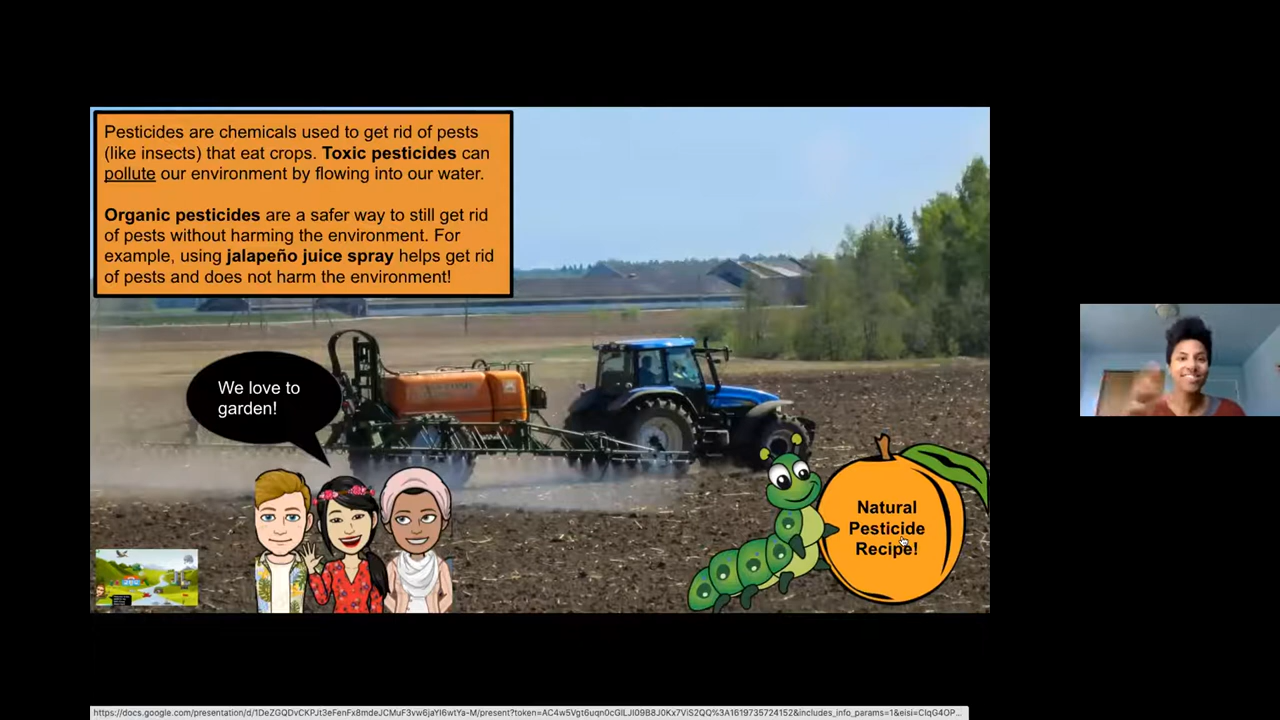 Pesticides are chemicals used to get rid of pests
(like insects) that eat crops. Toxic pesticides can
pollute our environment by flowing into our water.
Organic pesticides are a safer way to still get rid
of pests without harming the environment. For
example, using jalapeño juice spray helps get rid
of pests and does not harm the environment!
We love to
garden!
Natural
Pesticide
Recipe!